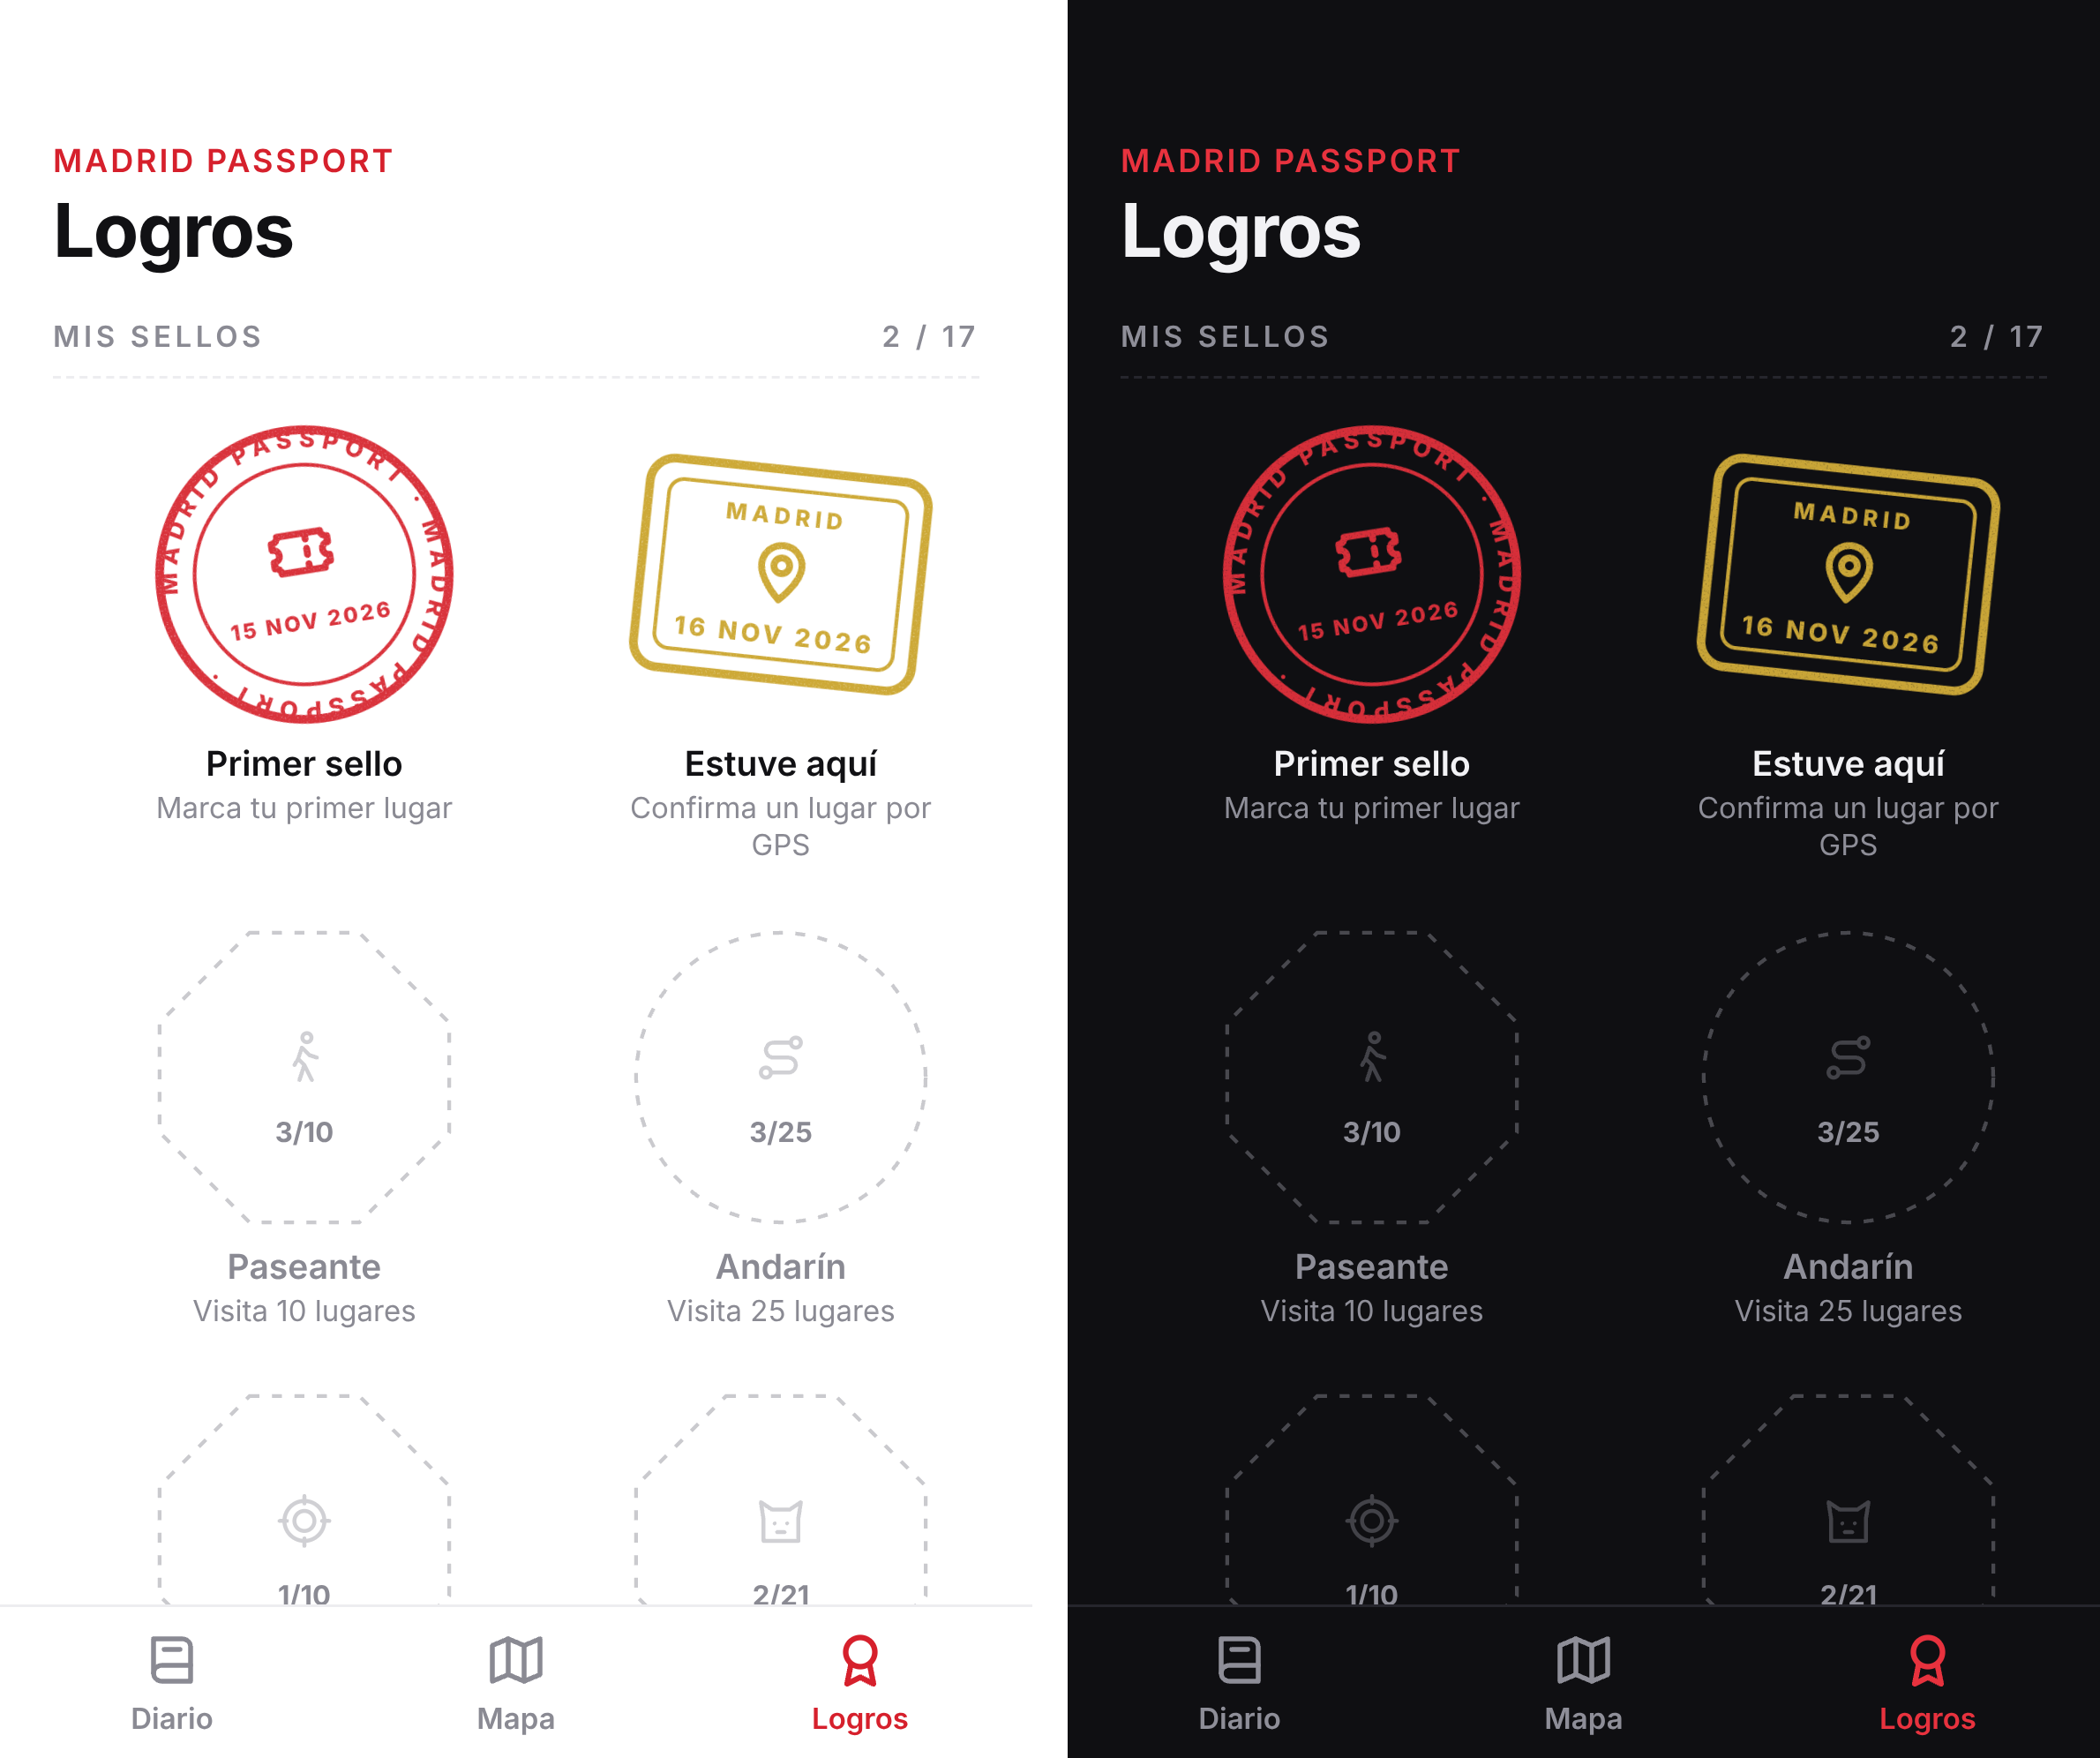 MADRID PASSPORT
Logros
MIS SELLOS 2 / 17
MADRID PASSPORT · MADRID PASSPORT ·
15 NOV 2026
MADRID
16 NOV 2026
Primer sello
Marca tu primer lugar
Estuve aquí
Confirma un lugar por
GPS
3/10
3/25
Paseante
Visita 10 lugares
Andarín
Visita 25 lugares
1/10
2/21
Diario
Mapa
Logros
MADRID PASSPORT
Logros
MIS SELLOS 2 / 17
MADRID PASSPORT · MADRID PASSPORT ·
15 NOV 2026
MADRID
16 NOV 2026
Primer sello
Marca tu primer lugar
Estuve aquí
Confirma un lugar por
GPS
3/10
3/25
Paseante
Visita 10 lugares
Andarín
Visita 25 lugares
1/10
2/21
Diario
Mapa
Logros